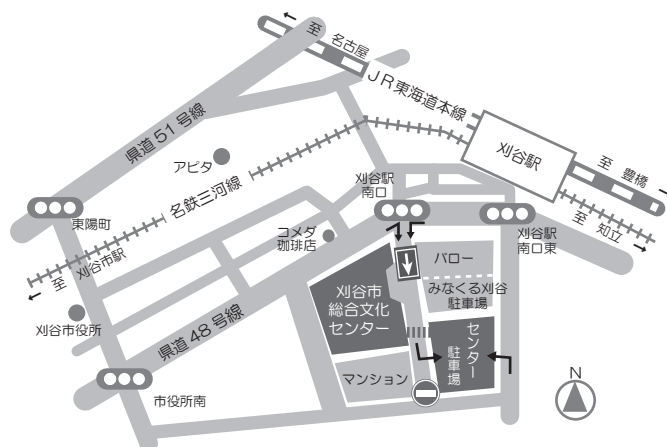 至
名古屋
JR東海道本線
刈谷駅
至
豊橋
県道51号線
アピタ
名鉄三河線
刈谷駅
南口
至
知立
東陽町
コメダ
珈琲店
刈谷駅
南口東
至
刈谷市駅
バロー
みなくる刈谷
駐車場
刈谷市
総合文化
センター
刈谷市役所
県道48号線
センター
駐車場
マンション
市役所南
N